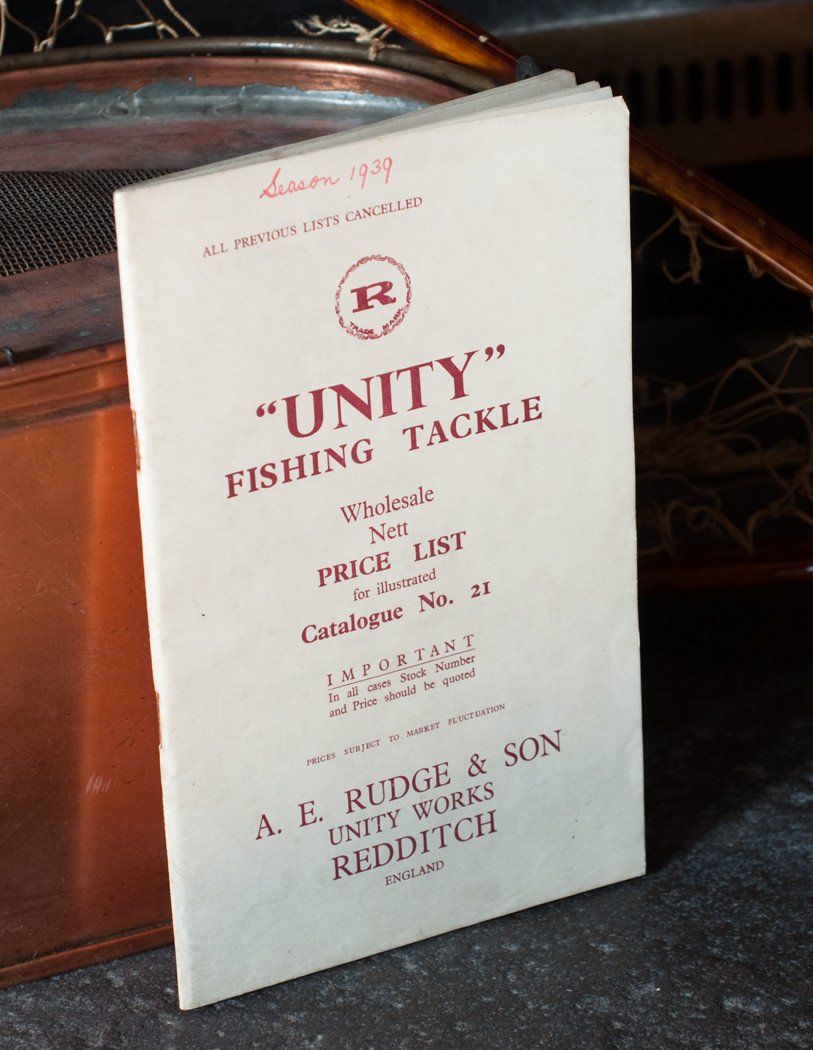 Season 1939
ALL PREVIOUS LISTS CANCELLED
R
TRADE MARK
"UNITY"
FISHING TACKLE
Wholesale
Nett
PRICE LIST
for illustrated
Catalogue No. 21
IMPORTANT
In all cases Stock Number
and Price should be quoted
PRICES SUBJECT TO MARKET FLUCTUATION
A. E. RUDGE & SON
UNITY WORKS
REDDITCH
ENGLAND